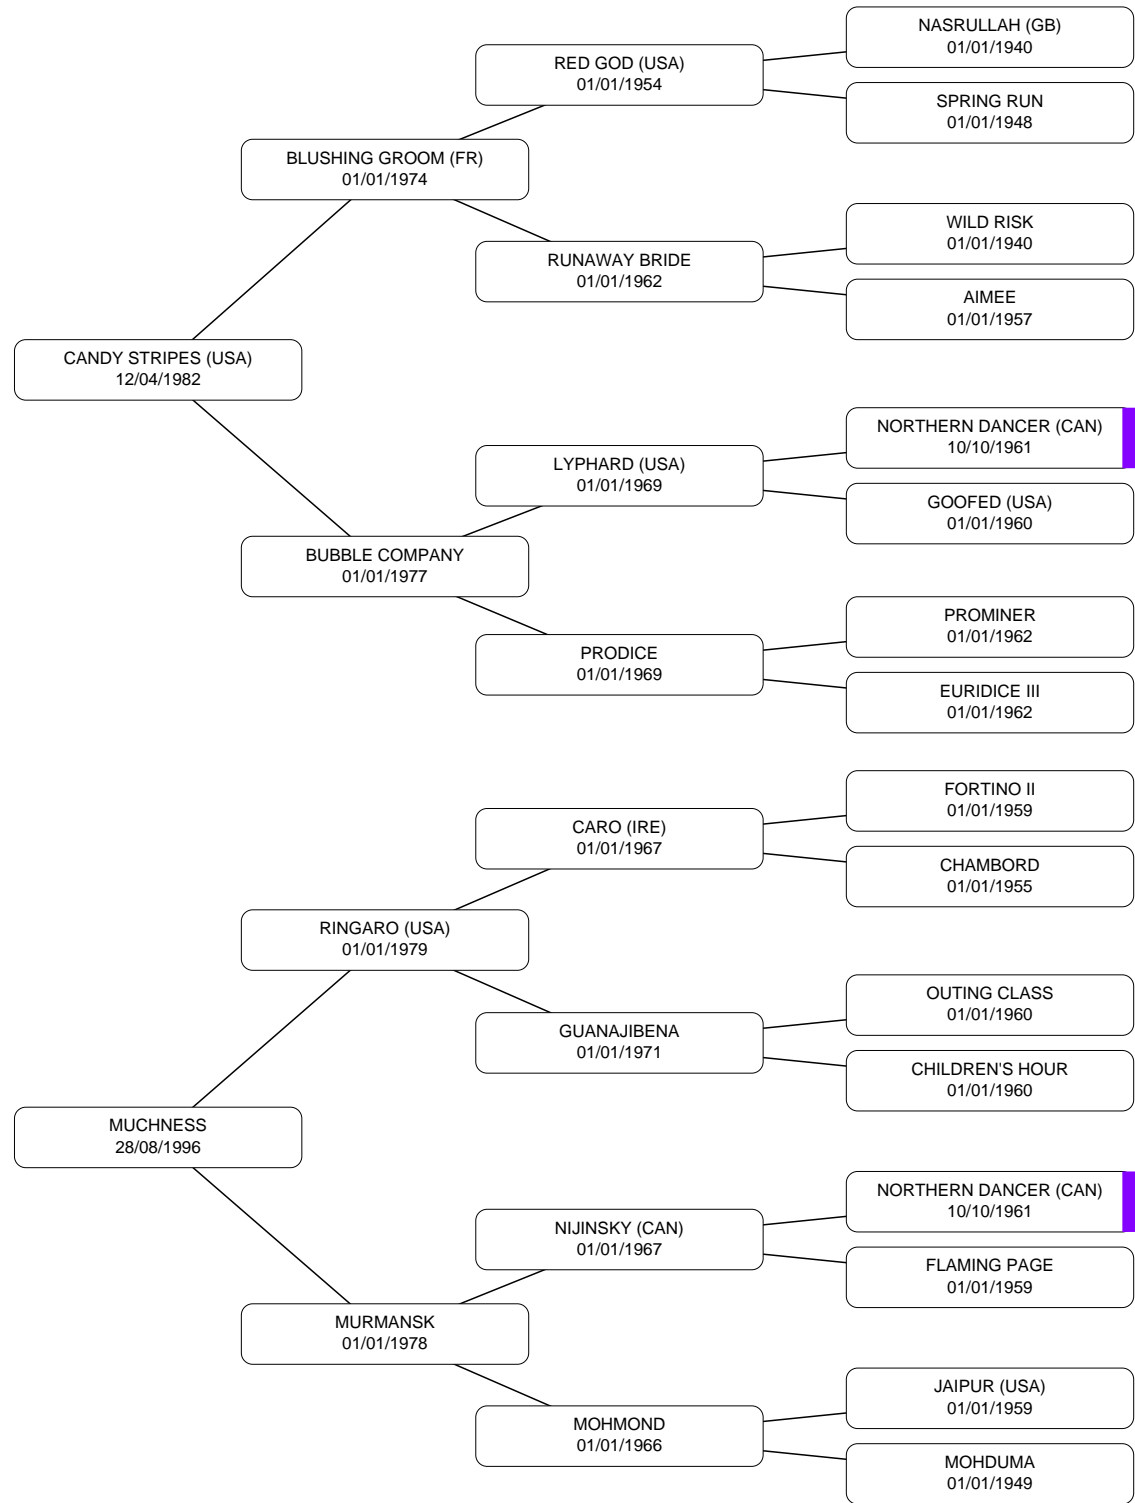 NASRULLAH (GB)
01/01/1940
RED GOD (USA)
01/01/1954
SPRING RUN
01/01/1948
BLUSHING GROOM (FR)
01/01/1974
WILD RISK
01/01/1940
RUNAWAY BRIDE
01/01/1962
AIMEE
01/01/1957
CANDY STRIPES (USA)
12/04/1982
NORTHERN DANCER (CAN)
10/10/1961
LYPHARD (USA)
01/01/1969
GOOFED (USA)
01/01/1960
BUBBLE COMPANY
01/01/1977
PROMINER
01/01/1962
PRODICE
01/01/1969
EURIDICE III
01/01/1962
FORTINO II
01/01/1959
CARO (IRE)
01/01/1967
CHAMBORD
01/01/1955
RINGARO (USA)
01/01/1979
OUTING CLASS
01/01/1960
GUANAJIBENA
01/01/1971
CHILDREN'S HOUR
01/01/1960
MUCHNESS
28/08/1996
NORTHERN DANCER (CAN)
10/10/1961
NIJINSKY (CAN)
01/01/1967
FLAMING PAGE
01/01/1959
MURMANSK
01/01/1978
JAIPUR (USA)
01/01/1959
MOHMOND
01/01/1966
MOHDUMA
01/01/1949